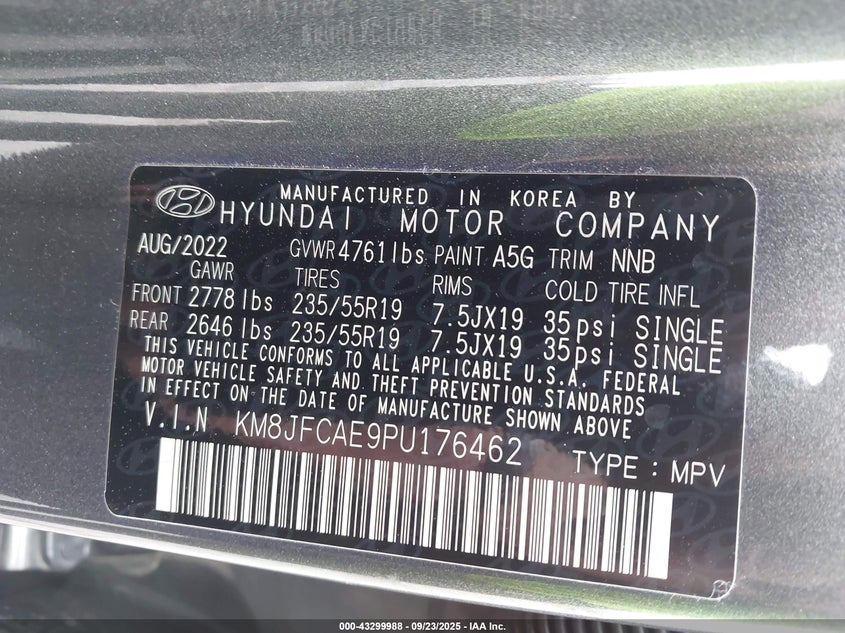 MANUFACTURED IN KOREA BY
HYUNDAI MOTOR COMPANY
AUG/2022 GVWR 4761lbs PAINT A5G TRIM NNB
GAWR TIRES RIMS COLD TIRE INFL
FRONT 2778lbs 235/55R19 7.5JX19 35psi SINGLE
REAR 2646lbs 235/55R19 7.5JX19 35psi SINGLE
THIS VEHICLE CONFORMS TO ALL APPLICABLE U.S.A. FEDERAL
MOTOR VEHICLE SAFETY AND THEFT PREVENTION STANDARDS
IN EFFECT ON THE DATE OF MANUFACTURE SHOWN ABOVE
V.I.N KM8JFCAE9PU176462
TYPE : MPV
000-43299988 - 09/23/2025 - IAA Inc.